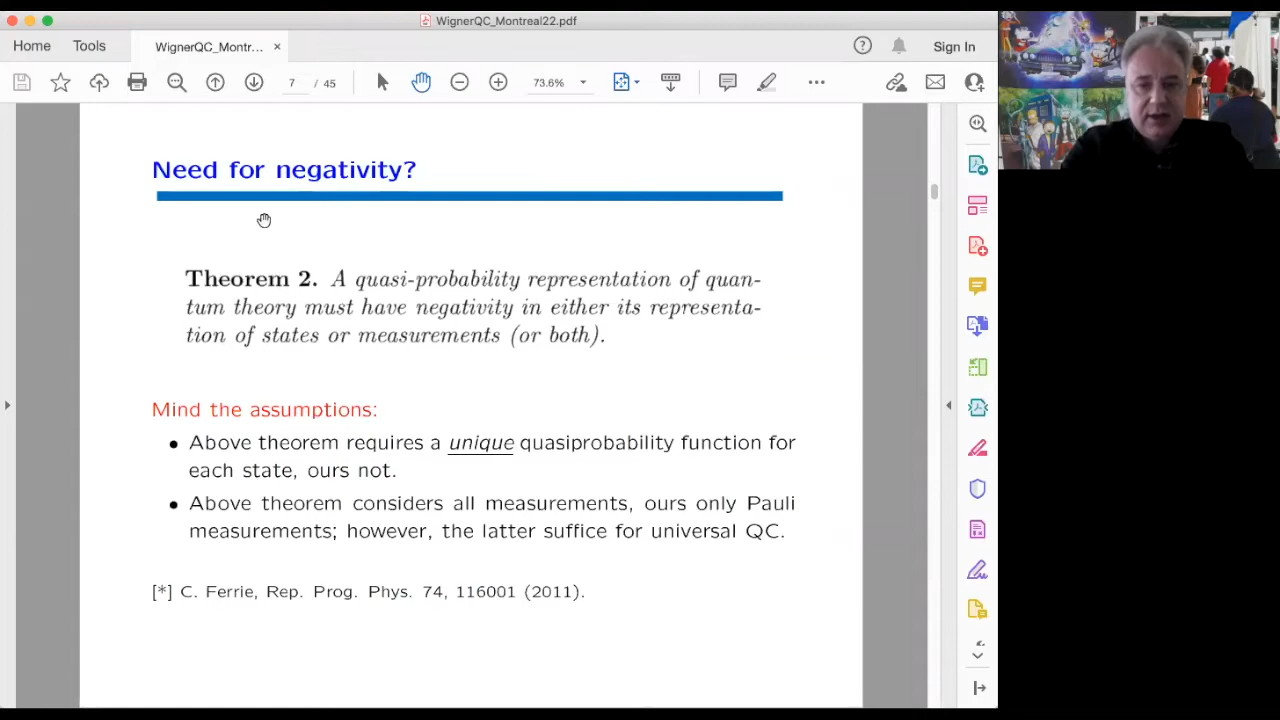 WignerQC_Montreal22.pdf
Home Tools WignerQC_Montr... × Sign In
7 / 45 73.6%
Need for negativity?
Theorem 2. A quasi-probability representation of quan-
tum theory must have negativity in either its representa-
tion of states or measurements (or both).
Mind the assumptions:
• Above theorem requires a unique quasiprobability function for
each state, ours not.
• Above theorem considers all measurements, ours only Pauli
measurements; however, the latter suffice for universal QC.
[*] C. Ferrie, Rep. Prog. Phys. 74, 116001 (2011).